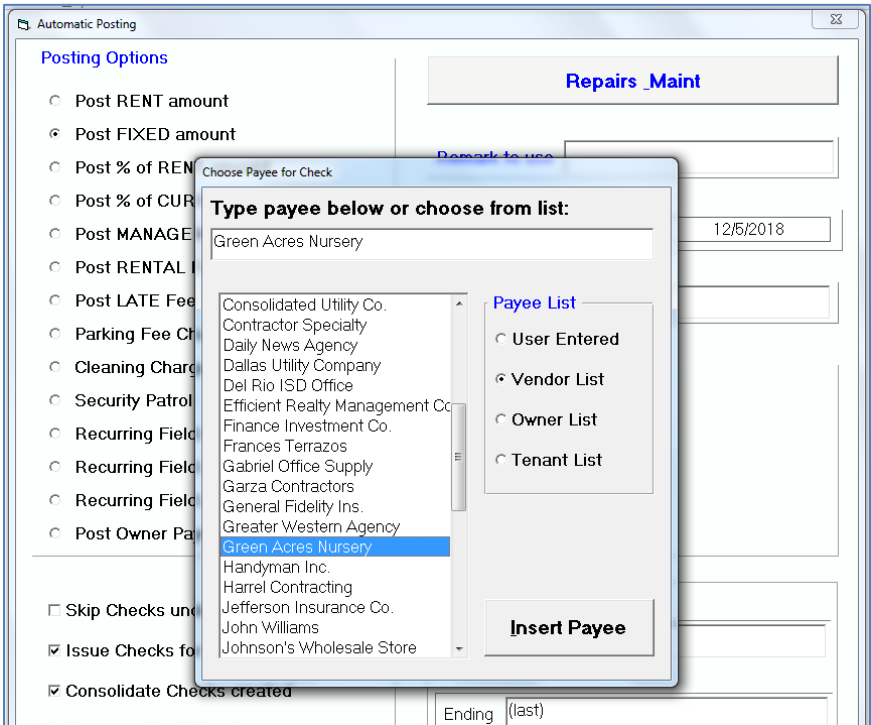 Automatic Posting
Posting Options
Repairs _Maint
Post RENT amount
Post FIXED amount
Remark to use
Post % of REN
Choose Payee for Check
Post % of CUR
Type payee below or choose from list:
Post MANAGE
12/5/2018
Green Acres Nursery
Post RENTAL
Post LATE Fee
Parking Fee Ch
Cleaning Charg
Security Patrol
Recurring Field
Recurring Field
Recurring Field
Post Owner Pa
Consolidated Utility Co.
Contractor Specialty
Daily News Agency
Dallas Utility Company
Del Rio ISD Office
Efficient Realty Management Co
Finance Investment Co.
Frances Terrazos
Gabriel Office Supply
Garza Contractors
General Fidelity Ins.
Greater Western Agency
Green Acres Nursery
Handyman Inc.
Harrel Contracting
Jefferson Insurance Co.
John Williams
Johnson's Wholesale Store
Payee List
User Entered
Vendor List
Owner List
Tenant List
Insert Payee
Skip Checks und
Issue Checks fo
Consolidate Checks created
Ending (last)